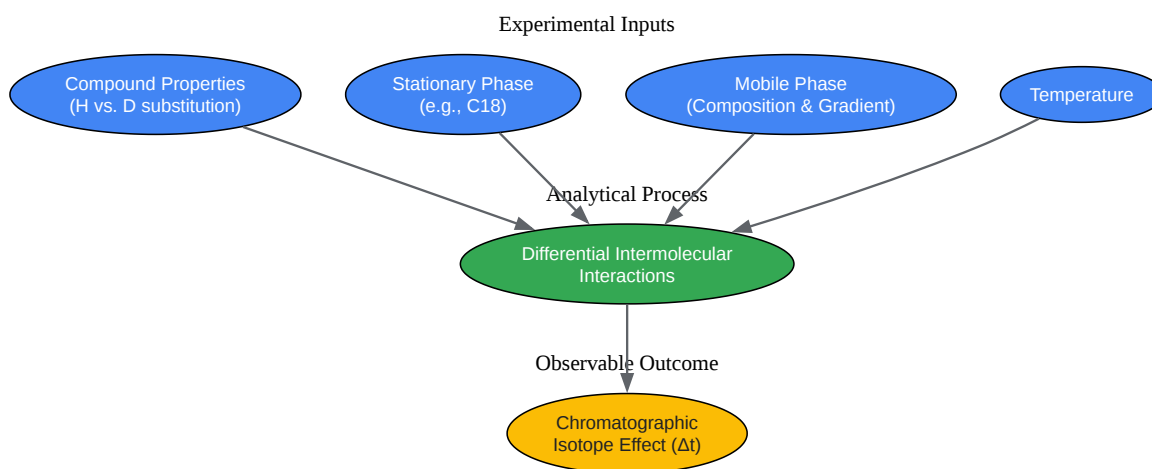 Experimental Inputs
Compound Properties
(H vs. D substitution)
Stationary Phase
(e.g., C18)
Mobile Phase
(Composition & Gradient)
Temperature
Analytical Process
Differential Intermolecular
Interactions
Observable Outcome
Chromatographic
Isotope Effect (Δt)